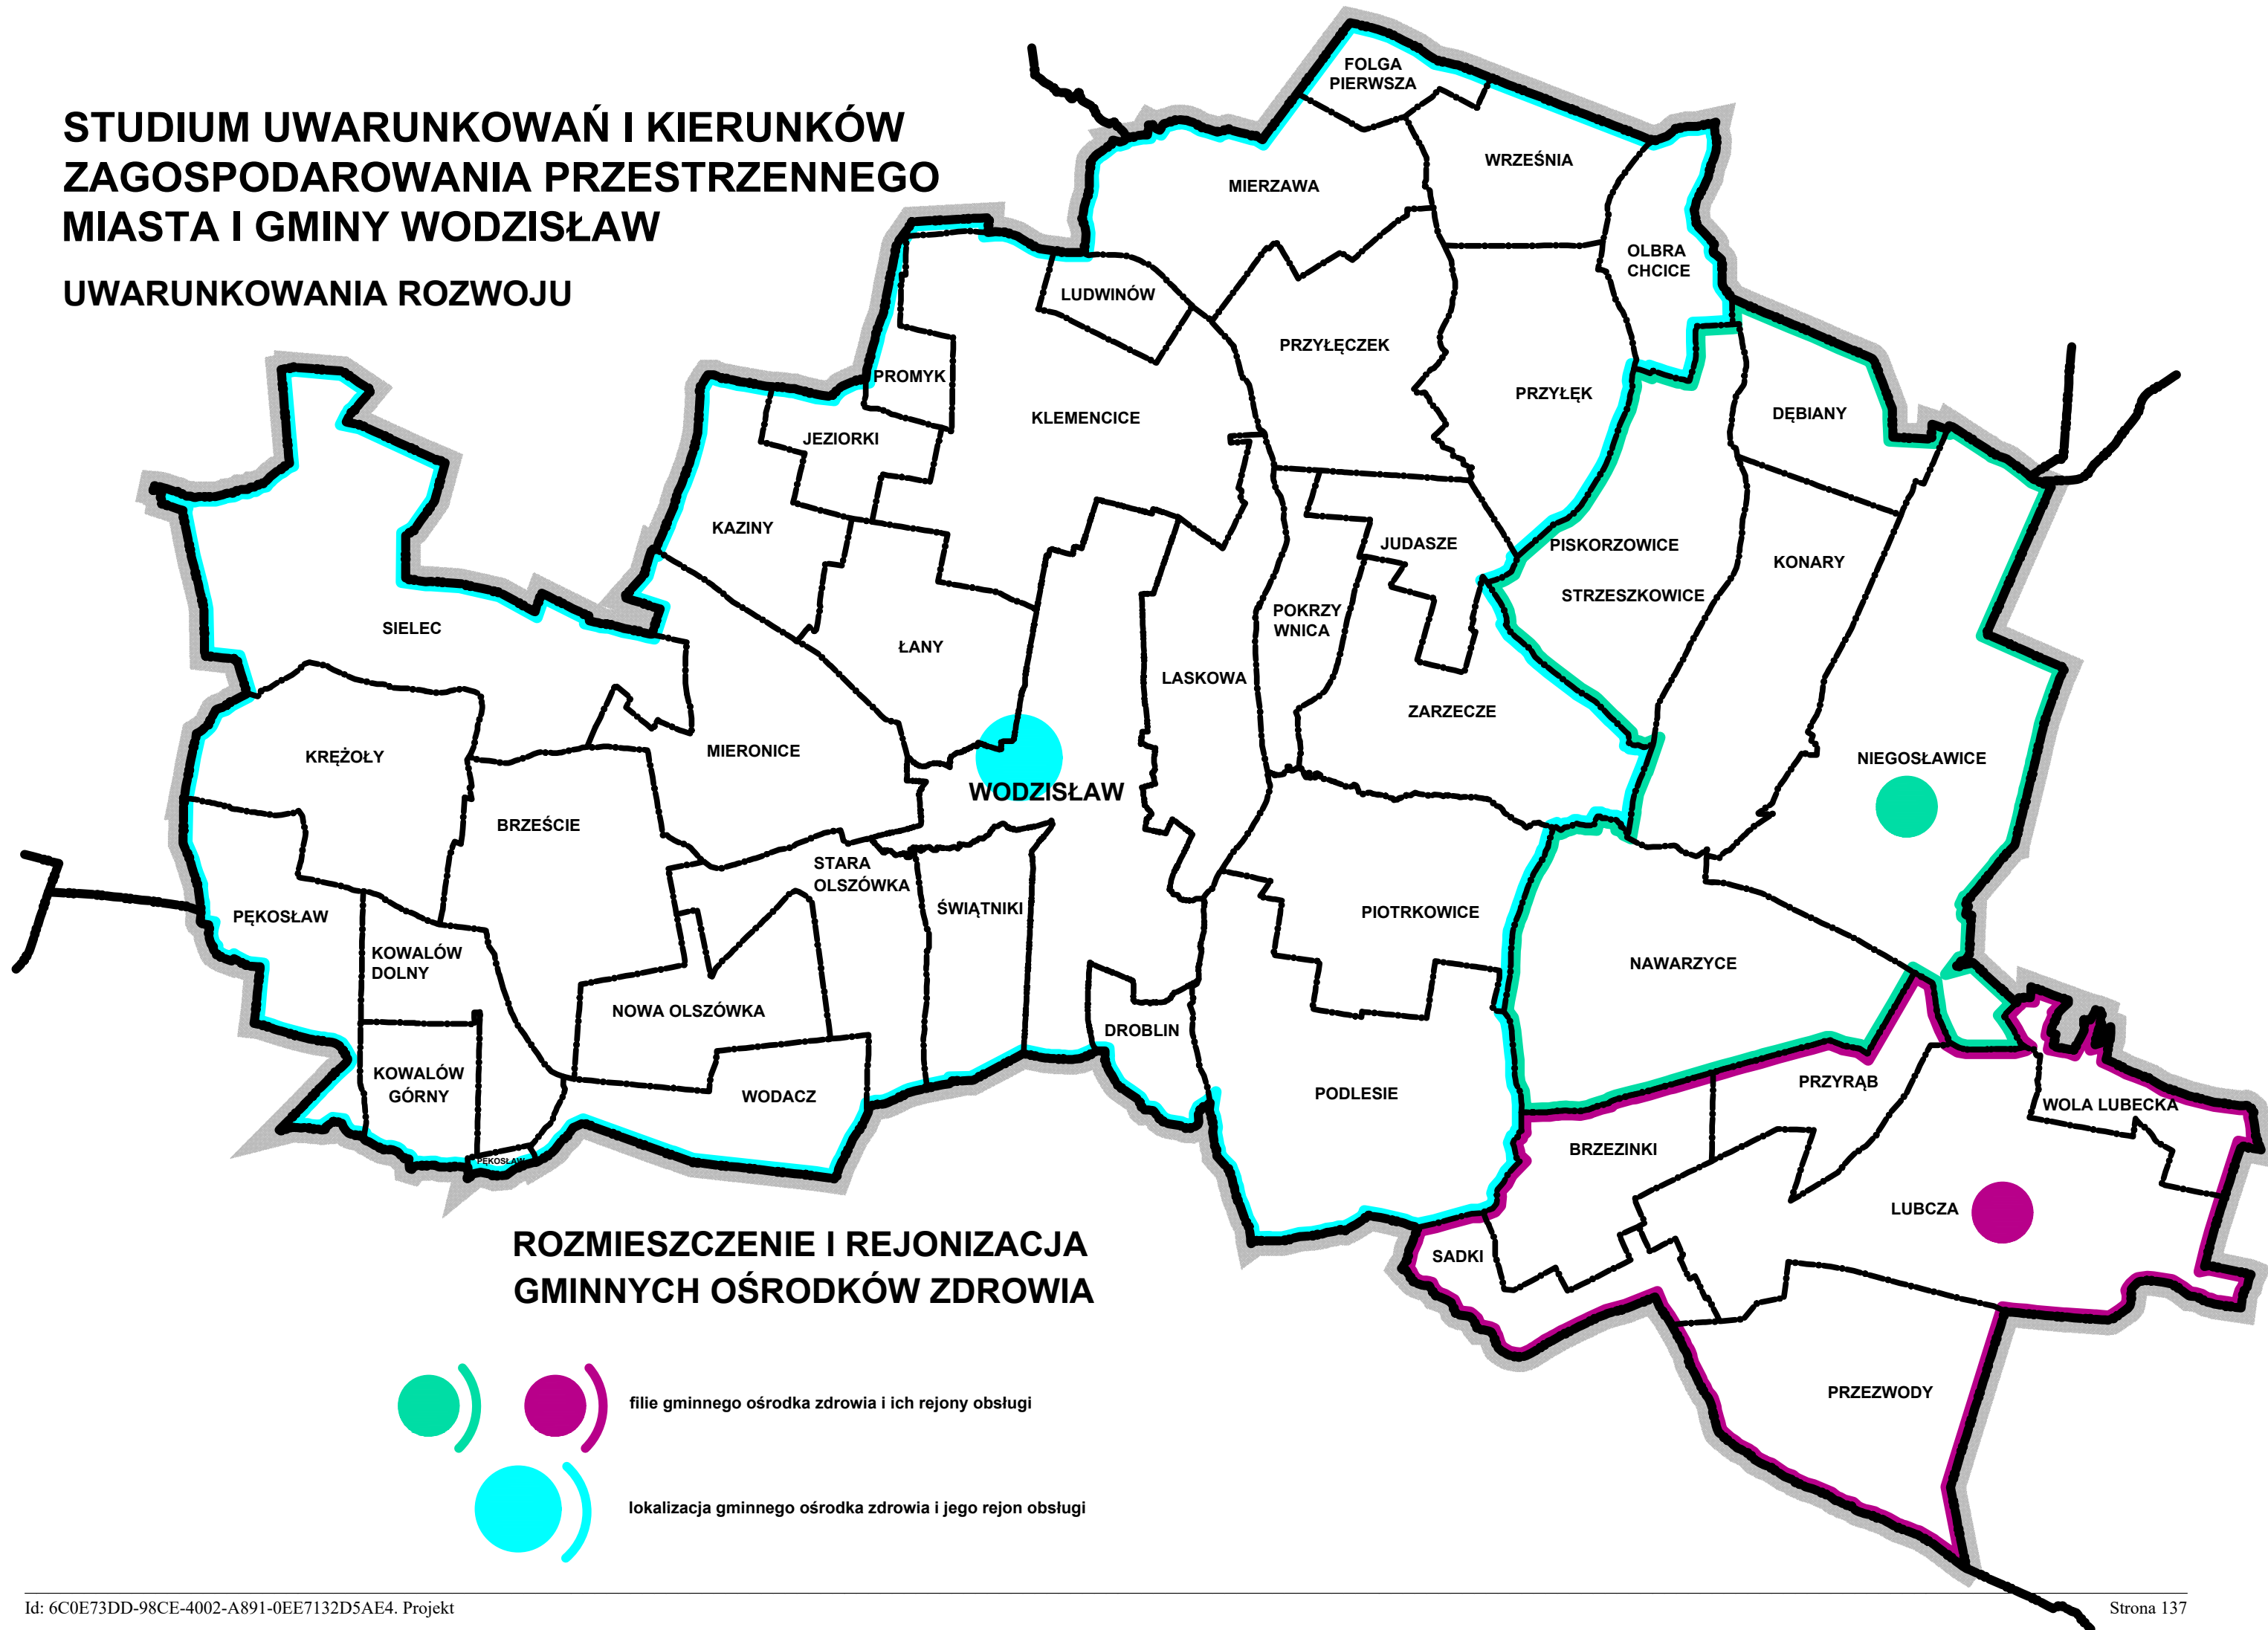 STUDIUM UWARUNKOWAŃ I KIERUNKÓW
ZAGOSPODAROWANIA PRZESTRZENNEGO
MIASTA I GMINY WODZISŁAW
UWARUNKOWANIA ROZWOJU
FOLGA
PIERWSZA
WRZEŚNIA
MIERZAWA
OLBRA
CHCICE
LUDWINÓW
PRZYŁĘCZEK
PROMYK
PRZYŁĘK
KLEMENCICE
DĘBIANY
JEZIORKI
KAZINY
JUDASZE
PISKORZOWICE
KONARY
STRZESZKOWICE
POKRZY
WNICA
SIELEC
ŁANY
LASKOWA
ZARZECZE
KRĘŻOŁY
MIERONICE
NIEGOSŁAWICE
WODZISŁAW
BRZEŚCIE
STARA
OLSZÓWKA
ŚWIĄTNIKI
PĘKOSŁAW
PIOTRKOWICE
KOWALÓW
DOLNY
NAWARZYCE
NOWA OLSZÓWKA
DROBLIN
KOWALÓW
GÓRNY
WODACZ
PODLESIE
PRZYRĄB
WOLA LUBECKA
BRZEZINKI
PĘKOSŁAW
LUBCZA
SADKI
PRZEZWODY
ROZMIESZCZENIE I REJONIZACJA
GMINNYCH OŚRODKÓW ZDROWIA
filie gminnego ośrodka zdrowia i ich rejony obsługi
lokalizacja gminnego ośrodka zdrowia i jego rejon obsługi
Id: 6C0E73DD-98CE-4002-A891-0EE7132D5AE4. Projekt
Strona 137